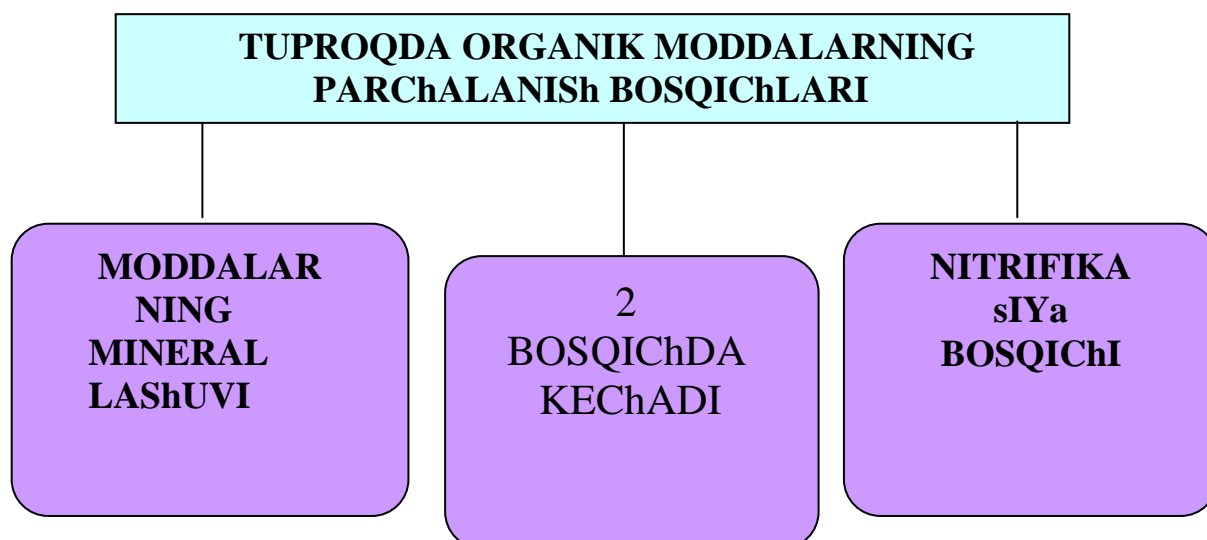 TUPROQDA ORGANIK MODDALARNING
PARChALANISh BOSQIChLARI
MODDALAR
NING
MINERAL
LAShUVI
2
BOSQIChDA
KEChADI
NITRIFIKA
sIYa
BOSQIChI